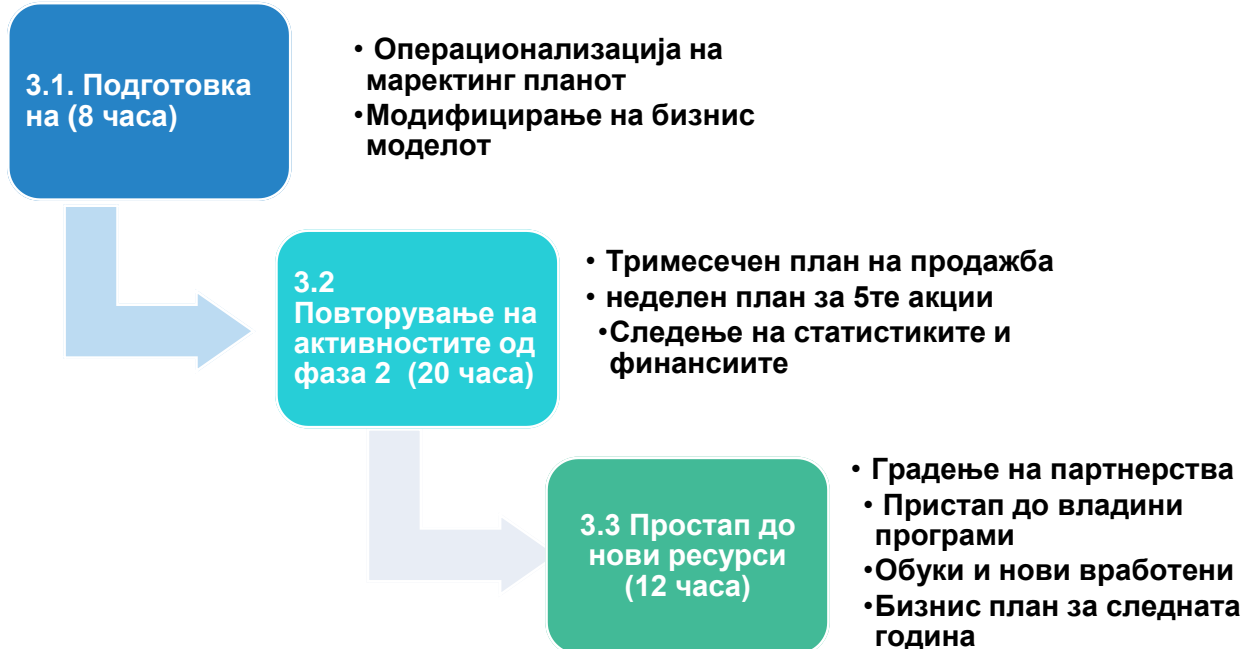 3.1. Подготовка
на (8 часа)
• Операционализација на
маректинг планот
•Модифицирање на бизнис
моделот
3.2
Повторување на
активностите од
фаза 2 (20 часа)
• Тримесечен план на продажба
• неделен план за 5те акции
•Следење на статистиките и
финансиите
3.3 Простап до
нови ресурси
(12 часа)
• Градење на партнерства
• Пристап до владини
програми
•Обуки и нови вработени
•Бизнис план за следната
година